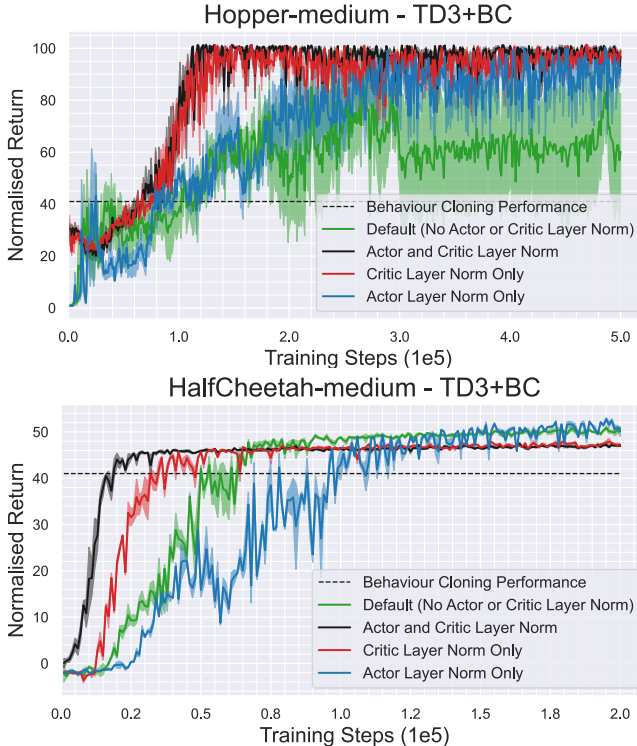 Hopper-medium - TD3+BC
Normalised Return
100
80
60
40
20
0
Behaviour Cloning Performance
Default (No Actor or Critic Layer Norm)
Actor and Critic Layer Norm
Critic Layer Norm Only
Actor Layer Norm Only
0.0 1.0 2.0 3.0 4.0 5.0
Training Steps (1e5)
HalfCheetah-medium - TD3+BC
Normalised Return
50
40
30
20
10
0
Behaviour Cloning Performance
Default (No Actor or Critic Layer Norm)
Actor and Critic Layer Norm
Critic Layer Norm Only
Actor Layer Norm Only
0.0 0.2 0.5 0.8 1.0 1.2 1.5 1.8 2.0
Training Steps (1e5)